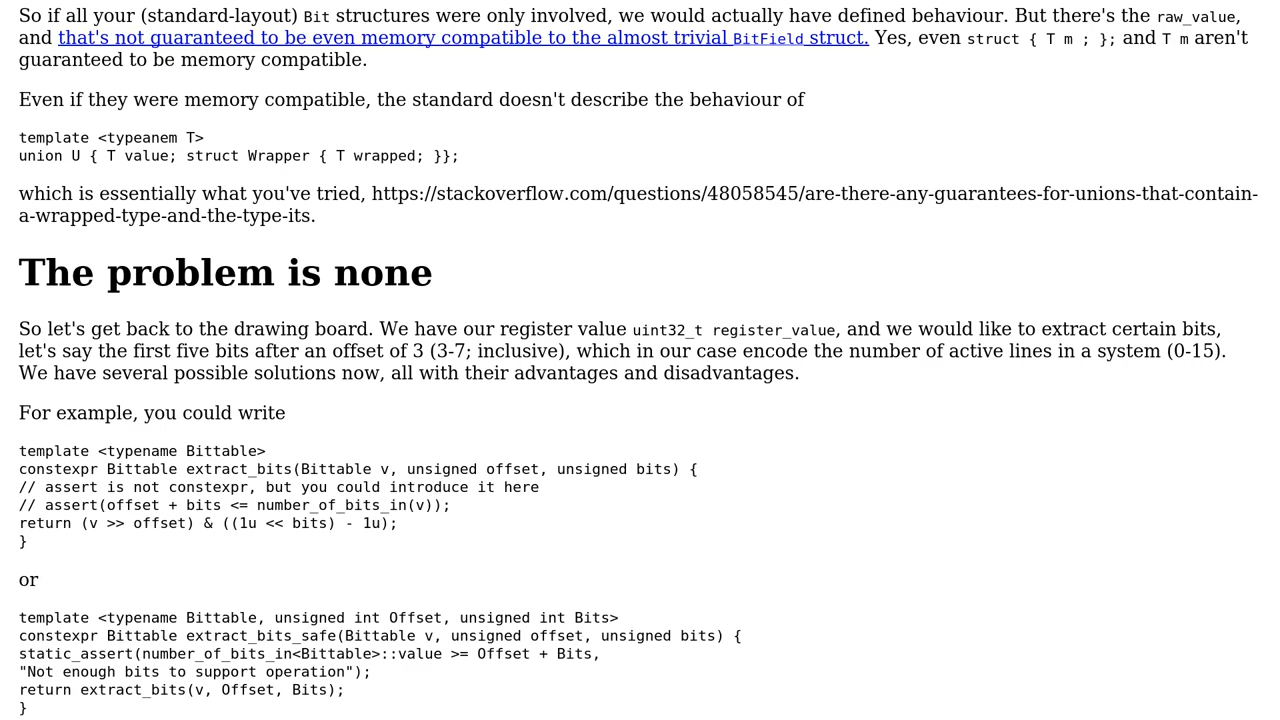 So if all your (standard-layout) Bit structures were only involved, we would actually have defined behaviour. But there's the raw_value,
and that's not guaranteed to be even memory compatible to the almost trivial BitField struct. Yes, even struct { T m ; }; and T m aren't
guaranteed to be memory compatible.
Even if they were memory compatible, the standard doesn't describe the behaviour of
template <typeanem T>
union U { T value; struct Wrapper { T wrapped; }};
which is essentially what you've tried, https://stackoverflow.com/questions/48058545/are-there-any-guarantees-for-unions-that-contain-
a-wrapped-type-and-the-type-its.
The problem is none
So let's get back to the drawing board. We have our register value uint32_t register_value, and we would like to extract certain bits,
let's say the first five bits after an offset of 3 (3-7; inclusive), which in our case encode the number of active lines in a system (0-15).
We have several possible solutions now, all with their advantages and disadvantages.
For example, you could write
template <typename Bittable>
constexpr Bittable extract_bits(Bittable v, unsigned offset, unsigned bits) {
// assert is not constexpr, but you could introduce it here
// assert(offset + bits <= number_of_bits_in(v));
return (v >> offset) & ((1u << bits) - 1u);
}
or
template <typename Bittable, unsigned int Offset, unsigned int Bits>
constexpr Bittable extract_bits_safe(Bittable v, unsigned offset, unsigned bits) {
static_assert(number_of_bits_in<Bittable>::value >= Offset + Bits,
"Not enough bits to support operation");
return extract_bits(v, Offset, Bits);
}